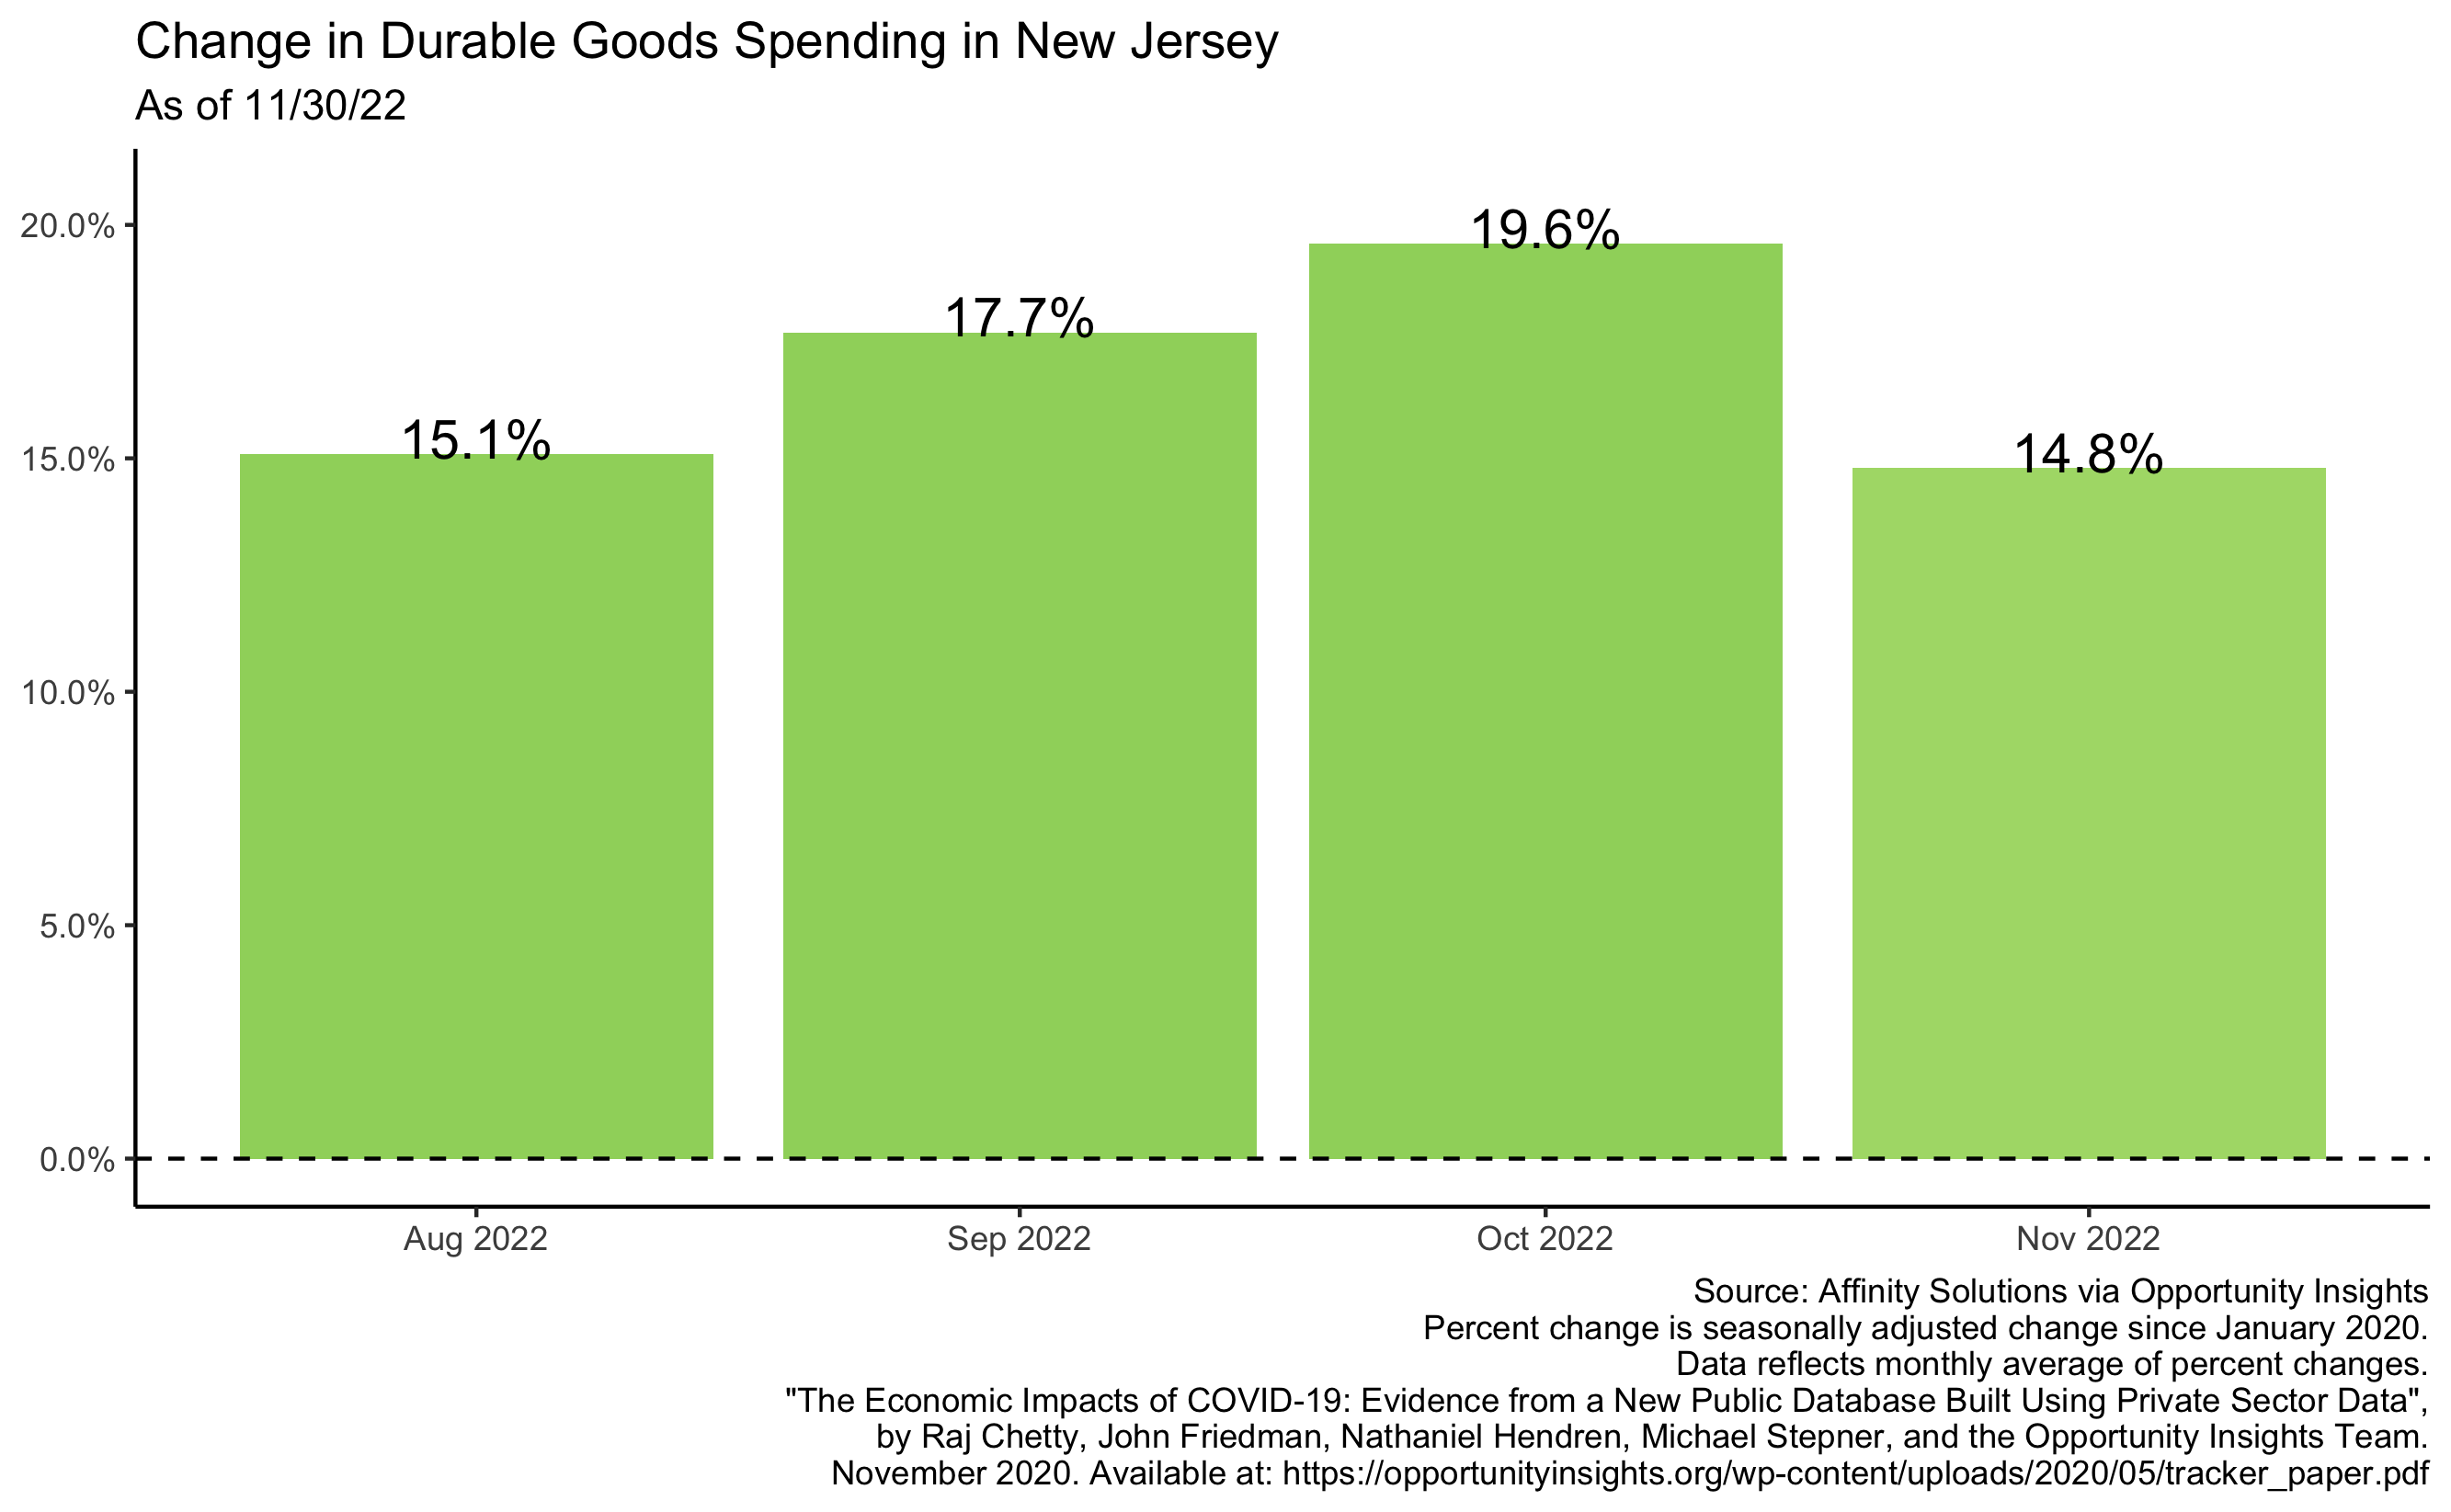 Change in Durable Goods Spending in New Jersey
As of 11/30/22
20.0%
15.0%
10.0%
5.0%
0.0%
15.1%
17.7%
19.6%
14.8%
Aug 2022
Sep 2022
Oct 2022
Nov 2022
Source: Affinity Solutions via Opportunity Insights
Percent change is seasonally adjusted change since January 2020.
Data reflects monthly average of percent changes.
"The Economic Impacts of COVID-19: Evidence from a New Public Database Built Using Private Sector Data",
by Raj Chetty, John Friedman, Nathaniel Hendren, Michael Stepner, and the Opportunity Insights Team.
November 2020. Available at: https://opportunityinsights.org/wp-content/uploads/2020/05/tracker_paper.pdf